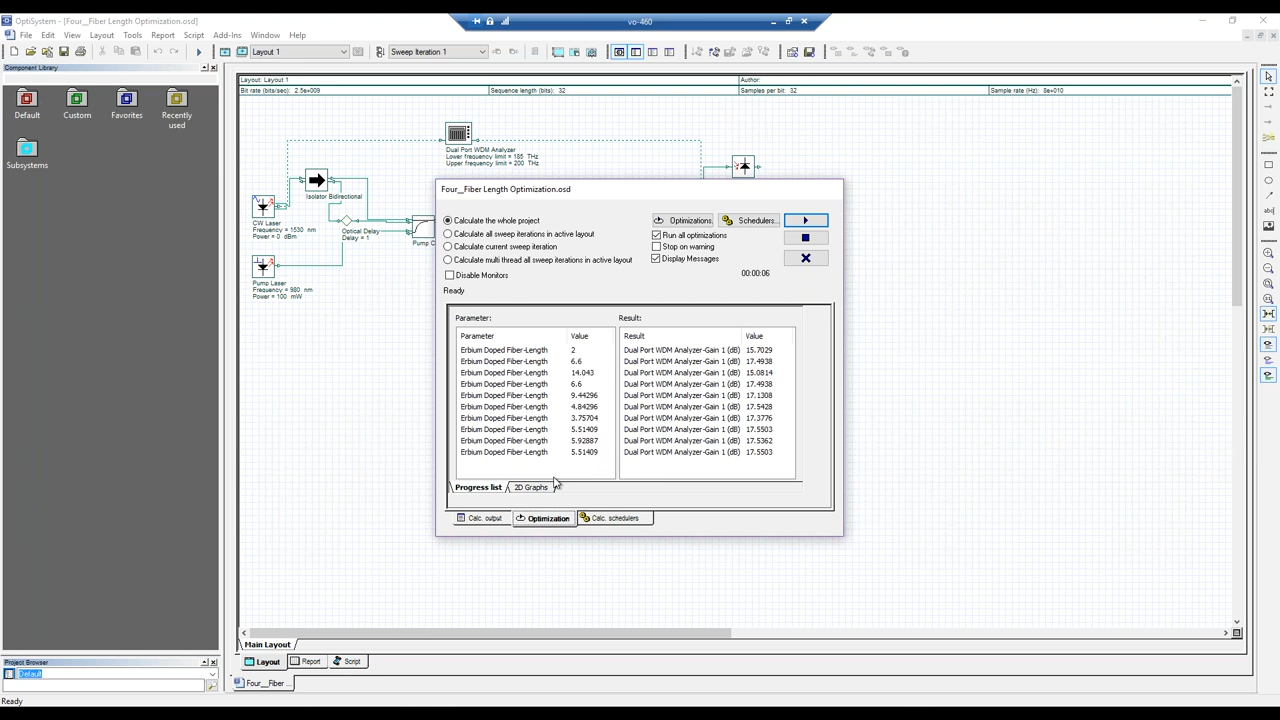 OptiSystem - [Four__Fiber Length Optimization.osd]
vo-460
File Edit View Layout Tools Report Script Add-Ins Window Help
Layout 1
Sweep Iteration 1
Component Library
Default
Custom
Favorites
Recently used
Subsystems
Layout: Layout 1
Author:
Bit rate (bits/sec): 2.5e+009
Sequence length (bits): 32
Samples per bit: 32
Sample rate (Hz): 8e+010
Dual Port WDM Analyzer
Lower frequency limit = 185 THz
Upper frequency limit = 200 THz
Isolator Bidirectional
CW Laser
Frequency = 1530 nm
Power = 0 dBm
Optical Delay
Delay = 1
Pump C
Pump Laser
Frequency = 980 nm
Power = 100 mW
Four__Fiber Length Optimization.osd
Calculate the whole project
Calculate all sweep iterations in active layout
Calculate current sweep iteration
Calculate multi thread all sweep iterations in active layout
Disable Monitors
Optimizations.
Schedulers...
Run all optimizations
Stop on warning
Display Messages
00:00:06
Ready
Parameter:
Result:
Parameter Value
Result Value
Erbium Doped Fiber-Length 2
Dual Port WDM Analyzer-Gain 1 (dB) 15.7029
Erbium Doped Fiber-Length 6.6
Dual Port WDM Analyzer-Gain 1 (dB) 17.4938
Erbium Doped Fiber-Length 14.043
Dual Port WDM Analyzer-Gain 1 (dB) 15.0814
Erbium Doped Fiber-Length 6.6
Dual Port WDM Analyzer-Gain 1 (dB) 17.4938
Erbium Doped Fiber-Length 9.44296
Dual Port WDM Analyzer-Gain 1 (dB) 17.1308
Erbium Doped Fiber-Length 4.84296
Dual Port WDM Analyzer-Gain 1 (dB) 17.5428
Erbium Doped Fiber-Length 3.75704
Dual Port WDM Analyzer-Gain 1 (dB) 17.3776
Erbium Doped Fiber-Length 5.51409
Dual Port WDM Analyzer-Gain 1 (dB) 17.5503
Erbium Doped Fiber-Length 5.92887
Dual Port WDM Analyzer-Gain 1 (dB) 17.5362
Erbium Doped Fiber-Length 5.51409
Dual Port WDM Analyzer-Gain 1 (dB) 17.5503
Progress list
2D Graphs
Calc. output
Optimization
Calc. schedulers
Main Layout
Project Browser
Default
Layout
Report
Script
Four__Fiber ...
Ready